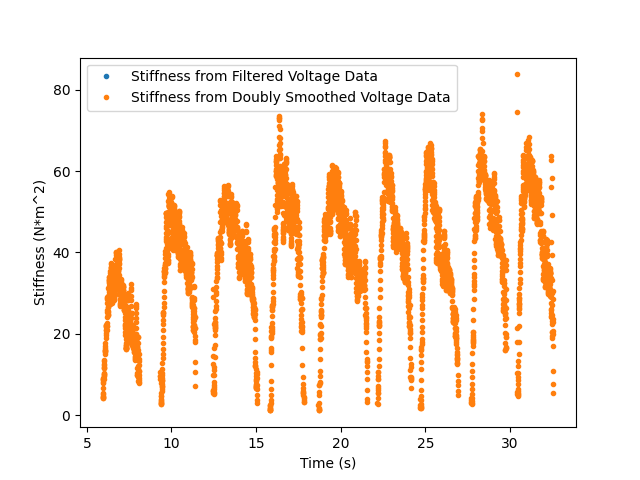 Stiffness from Filtered Voltage Data
Stiffness from Doubly Smoothed Voltage Data
Stiffness (N*m^2)
80
60
40
20
0
5 10 15 20 25 30
Time (s)